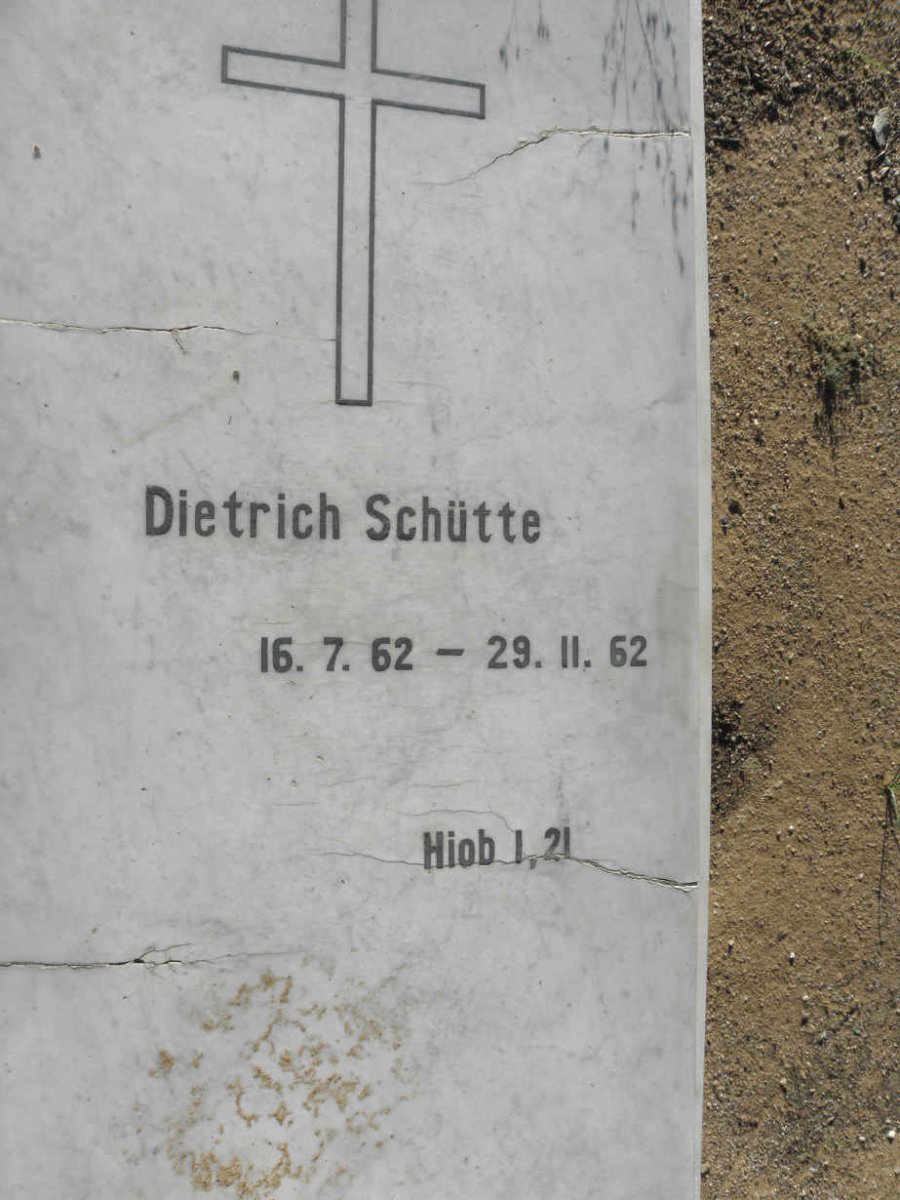 Dietrich Schütte
16. 7. 62 – 29. 11. 62
Hiob 1, 21